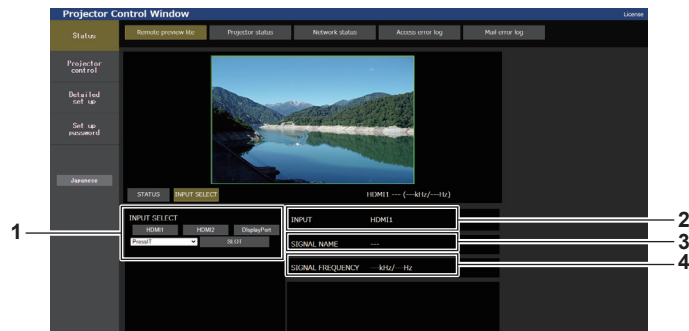 Projector Control Window License
Status Remote preview lite Projector status Network status Access error log Mail error log
Projector
control
Detailed
set up
Set up
password
Japanese
STATUS INPUT SELECT HDMI1 --- (---kHz/---Hz)
1 INPUT SELECT
HDMI1 HDMI2 DisplayPort
PressIT SLOT
INPUT HDMI1 2
SIGNAL NAME --- 3
SIGNAL FREQUENCY ---kHz/---Hz 4